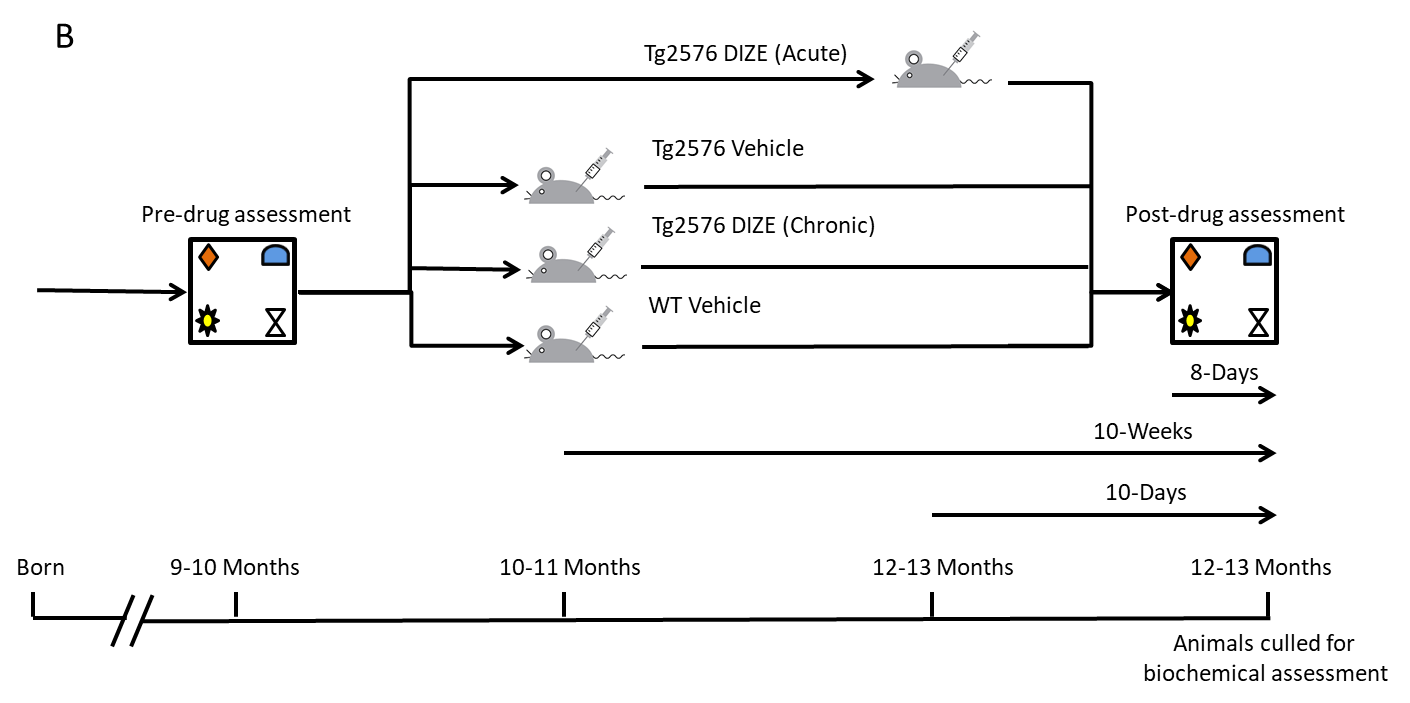 B
Tg2576 DIZE (Acute)
Tg2576 Vehicle
Pre-drug assessment
Tg2576 DIZE (Chronic)
Post-drug assessment
WT Vehicle
8-Days
10-Weeks
10-Days
Born
9-10 Months
10-11 Months
12-13 Months
12-13 Months
Animals culled for
biochemical assessment